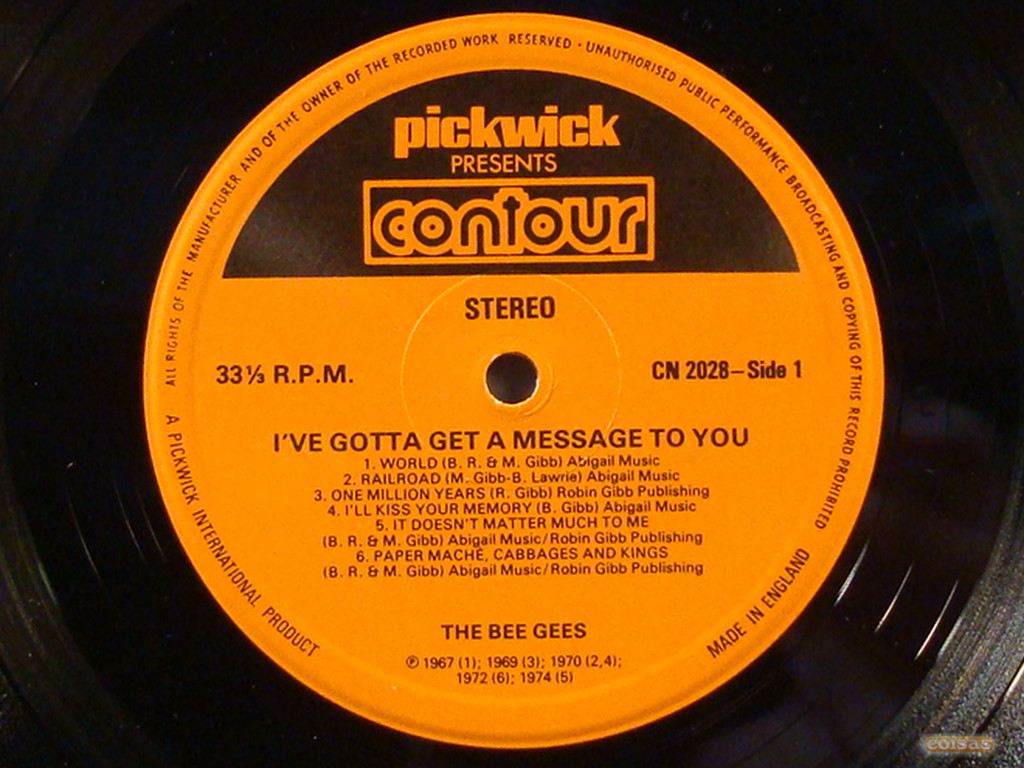 ALL RIGHTS OF THE MANUFACTURER AND OF THE OWNER OF THE RECORDED WORK RESERVED · UNAUTHORISED PUBLIC PERFORMANCE BROADCASTING AND COPYING OF THIS RECORD PROHIBITED
pickwick
PRESENTS
contour
STEREO
33⅓ R.P.M.
CN 2028–Side 1
I'VE GOTTA GET A MESSAGE TO YOU
1. WORLD (B. R. & M. Gibb) Abigail Music
2. RAILROAD (M. Gibb-B. Lawrie) Abigail Music
3. ONE MILLION YEARS (R. Gibb) Robin Gibb Publishing
4. I'LL KISS YOUR MEMORY (B. Gibb) Abigail Music
5. IT DOESN'T MATTER MUCH TO ME
(B. R. & M. Gibb) Abigail Music/Robin Gibb Publishing
6. PAPER MACHÉ, CABBAGES AND KINGS
(B. R. & M. Gibb) Abigail Music/Robin Gibb Publishing
THE BEE GEES
℗ 1967 (1); 1969 (3); 1970 (2,4);
1972 (6); 1974 (5)
A PICKWICK INTERNATIONAL PRODUCT
MADE IN ENGLAND
coisas